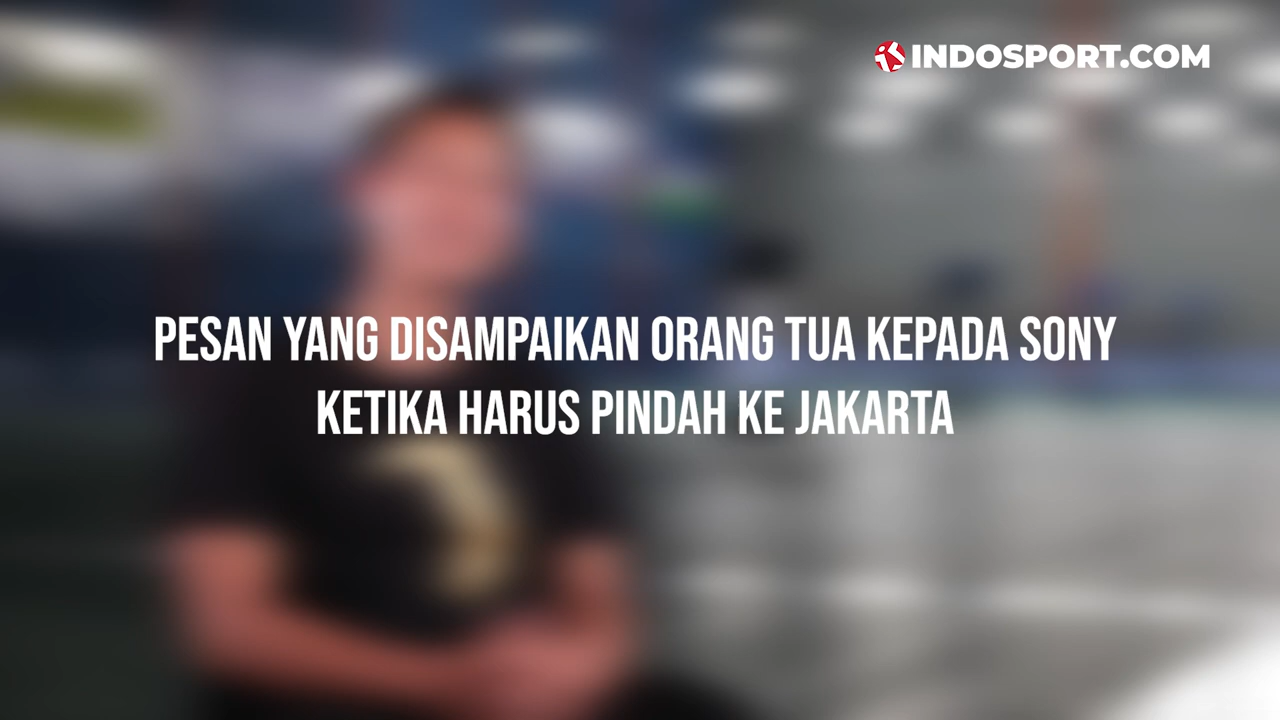 INDOSPORT.COM
PESAN YANG DISAMPAIKAN ORANG TUA KEPADA SONY
KETIKA HARUS PINDAH KE JAKARTA